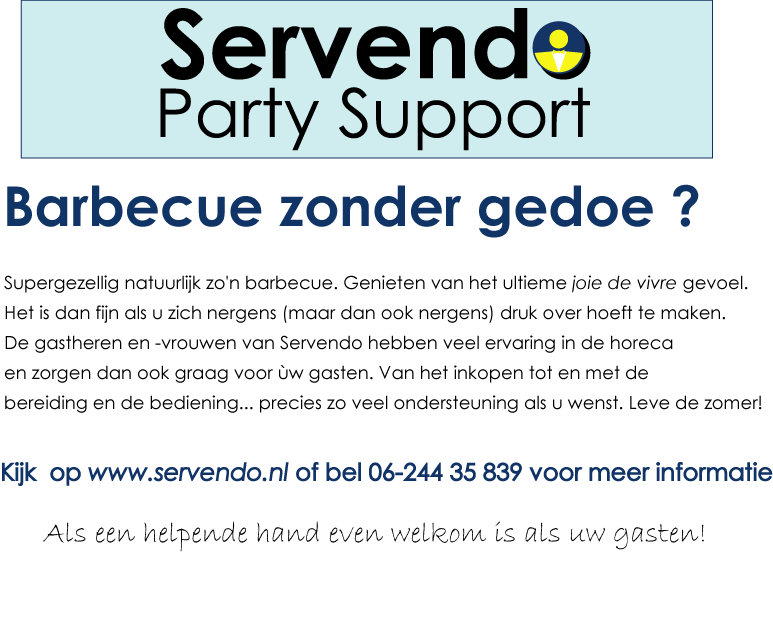 Servendo
Party Support
Barbecue zonder gedoe ?
Supergezellig natuurlijk zo'n barbecue. Genieten van het ultieme joie de vivre gevoel.
Het is dan fijn als u zich nergens (maar dan ook nergens) druk over hoeft te maken.
De gastheren en -vrouwen van Servendo hebben veel ervaring in de horeca
en zorgen dan ook graag voor ùw gasten. Van het inkopen tot en met de
bereiding en de bediening... precies zo veel ondersteuning als u wenst. Leve de zomer!
Kijk op www.servendo.nl of bel 06-244 35 839 voor meer informatie
Als een helpende hand even welkom is als uw gasten!